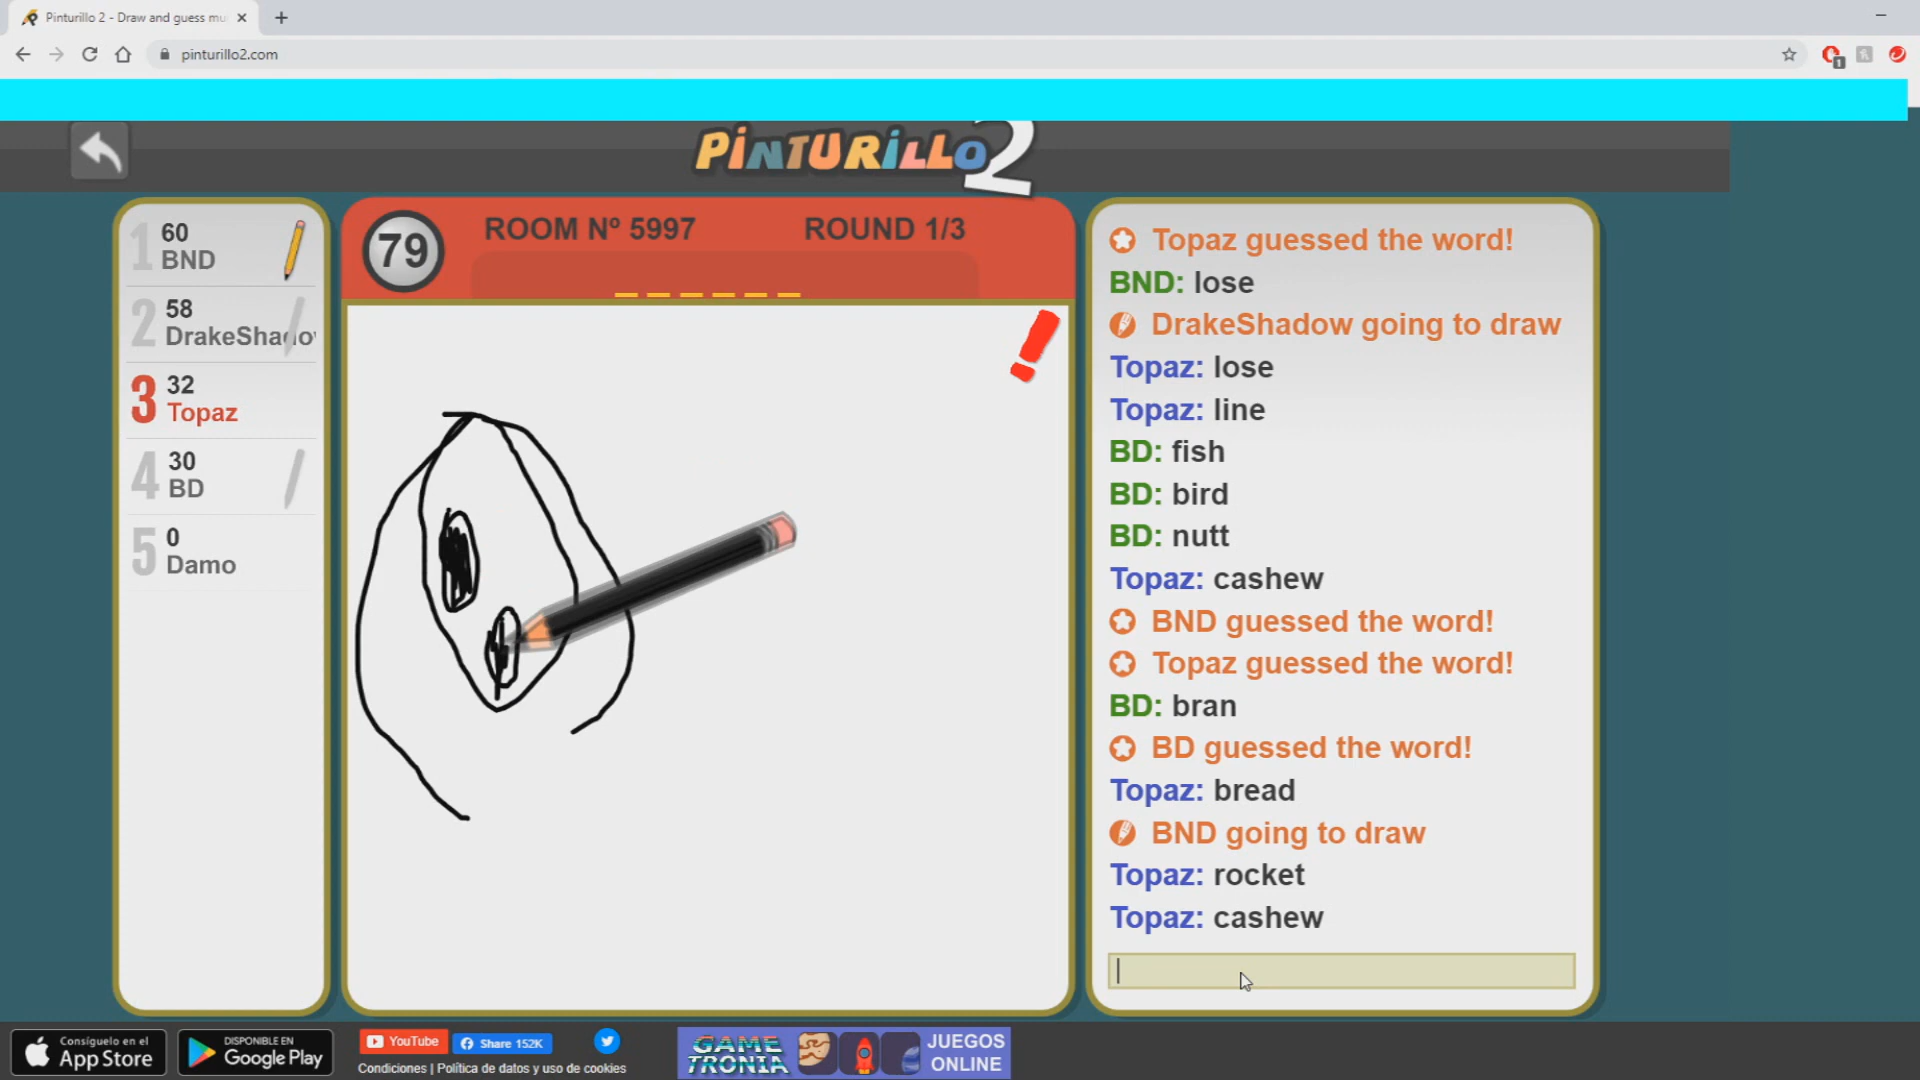 Pinturillo 2 - Draw and guess mu
pinturillo2.com
1
PiNTURiLLO 2
1 60 BND
2 58 DrakeShado
3 32 Topaz
4 30 BD
5 0 Damo
79
ROOM Nº 5997
ROUND 1/3
_ _ _ _ _ _
!
Topaz guessed the word!
BND: lose
DrakeShadow going to draw
Topaz: lose
Topaz: line
BD: fish
BD: bird
BD: nutt
Topaz: cashew
BND guessed the word!
Topaz guessed the word!
BD: bran
BD guessed the word!
Topaz: bread
BND going to draw
Topaz: rocket
Topaz: cashew
Consíguelo en el
App Store
DISPONIBLE EN
Google Play
YouTube
Share 152K
Condiciones | Política de datos y uso de cookies
GAME
TRONIA
JUEGOS
ONLINE